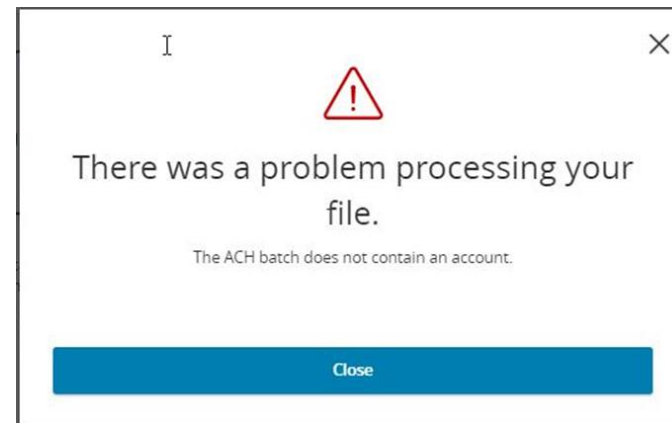 There was a problem processing your
file.
The ACH batch does not contain an account.
Close